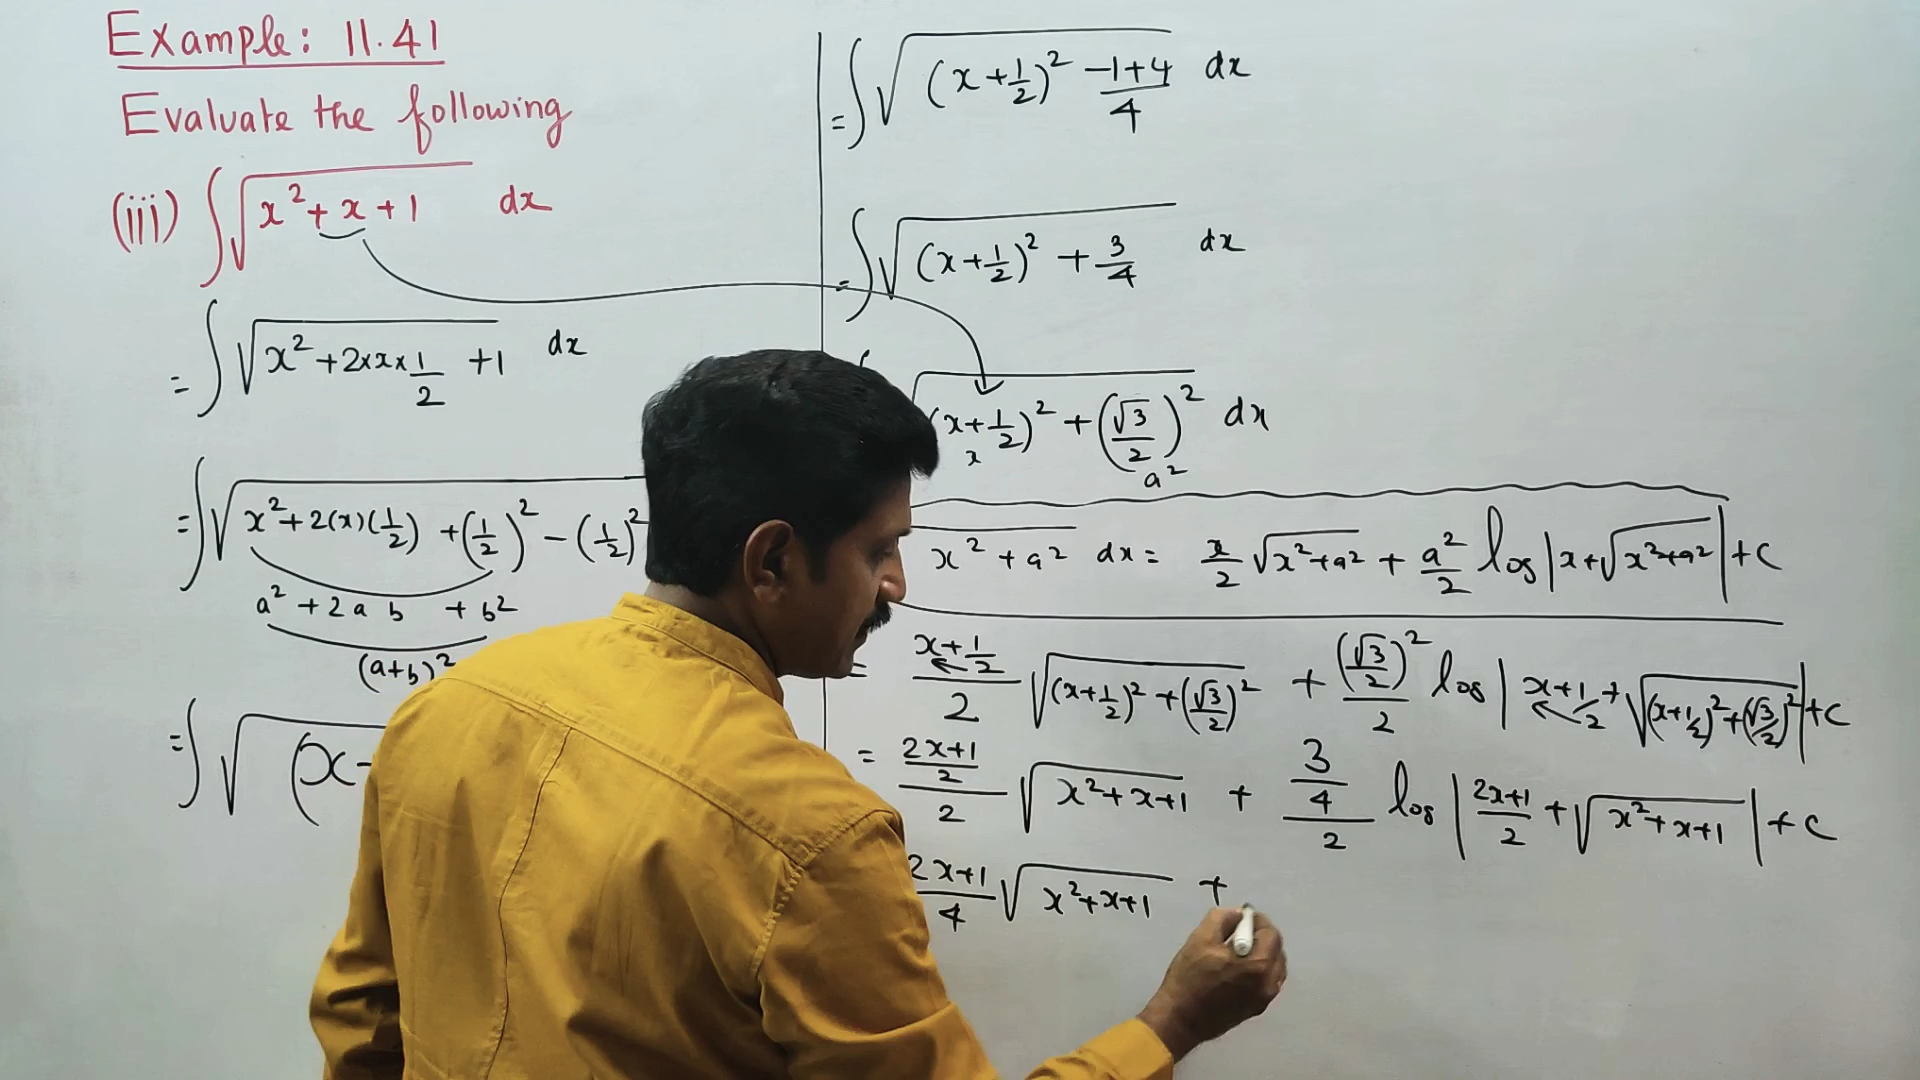 Example: 11.41
Evaluate the following
(iii) ∫√(x² + x + 1) dx
= ∫√(x² + 2×x×1/2 + 1) dx
= ∫√(x² + 2(x)(1/2) + (1/2)² − (1/2)²
a² + 2 a b + b²
(a+b)²
= ∫√((x
= ∫√((x + 1/2)² −1+4/4) dx
= ∫√((x + 1/2)² + 3/4) dx
(x + 1/2)² + (√3/2)² dx
x a²
x² + a² dx = x/2 √(x²+a²) + a²/2 log|x+√(x²+a²)| + c
= (x+1/2)/2 √((x+1/2)² + (√3/2)²) + (√3/2)²/2 log|x+1/2 + √((x+1/2)² + (√3/2)²)| + c
= (2x+1/2)/2 √(x²+x+1) + (3/4)/2 log|2x+1/2 + √(x²+x+1)| + c
2x+1/4 √(x²+x+1) +